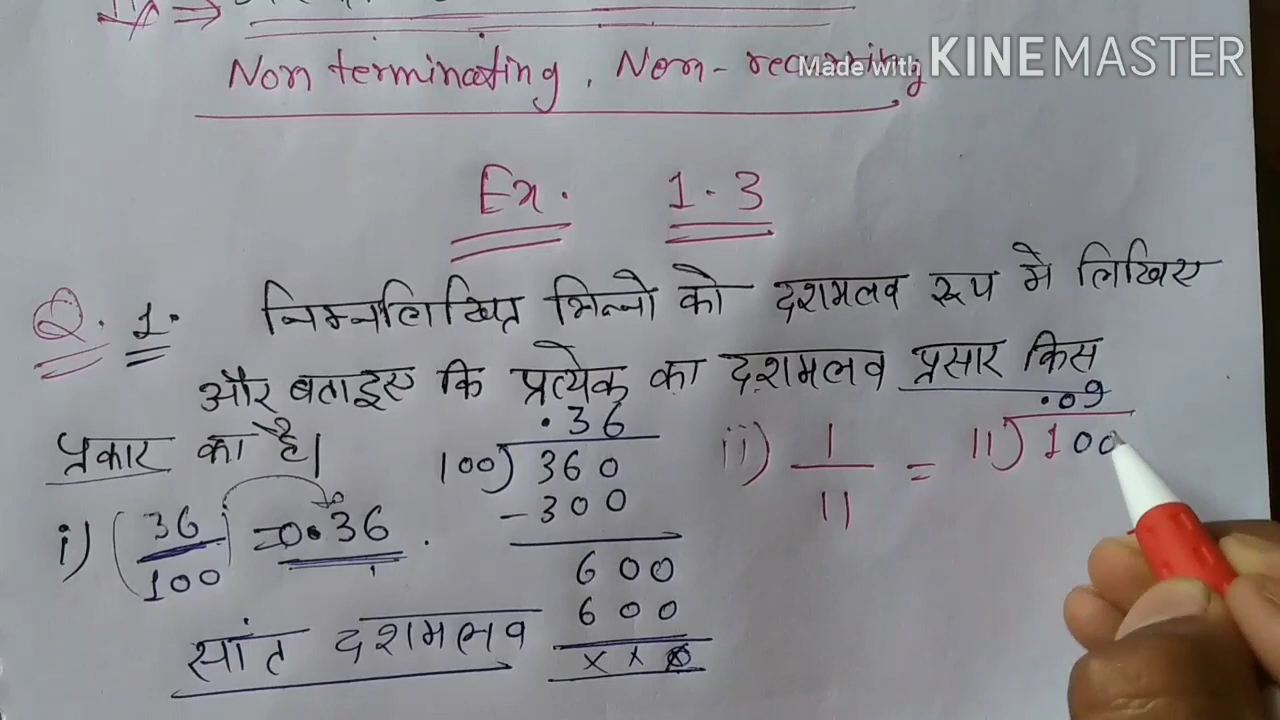 ⇒
Non terminating, Non-recurring
Made with KINEMASTER
Ex. 1.3
Q. 1. निम्नलिखित भिन्नो को दशमलव रूप मे लिखिए
और बताइए कि प्रत्येक का दशमलव प्रसार किस
प्रकार का है।
i) (36/100) = 0.36.
.36
100) 360
-300
600
600
x x 0
सांत दशमलव
ii) 1/11 =
.09
11) 100